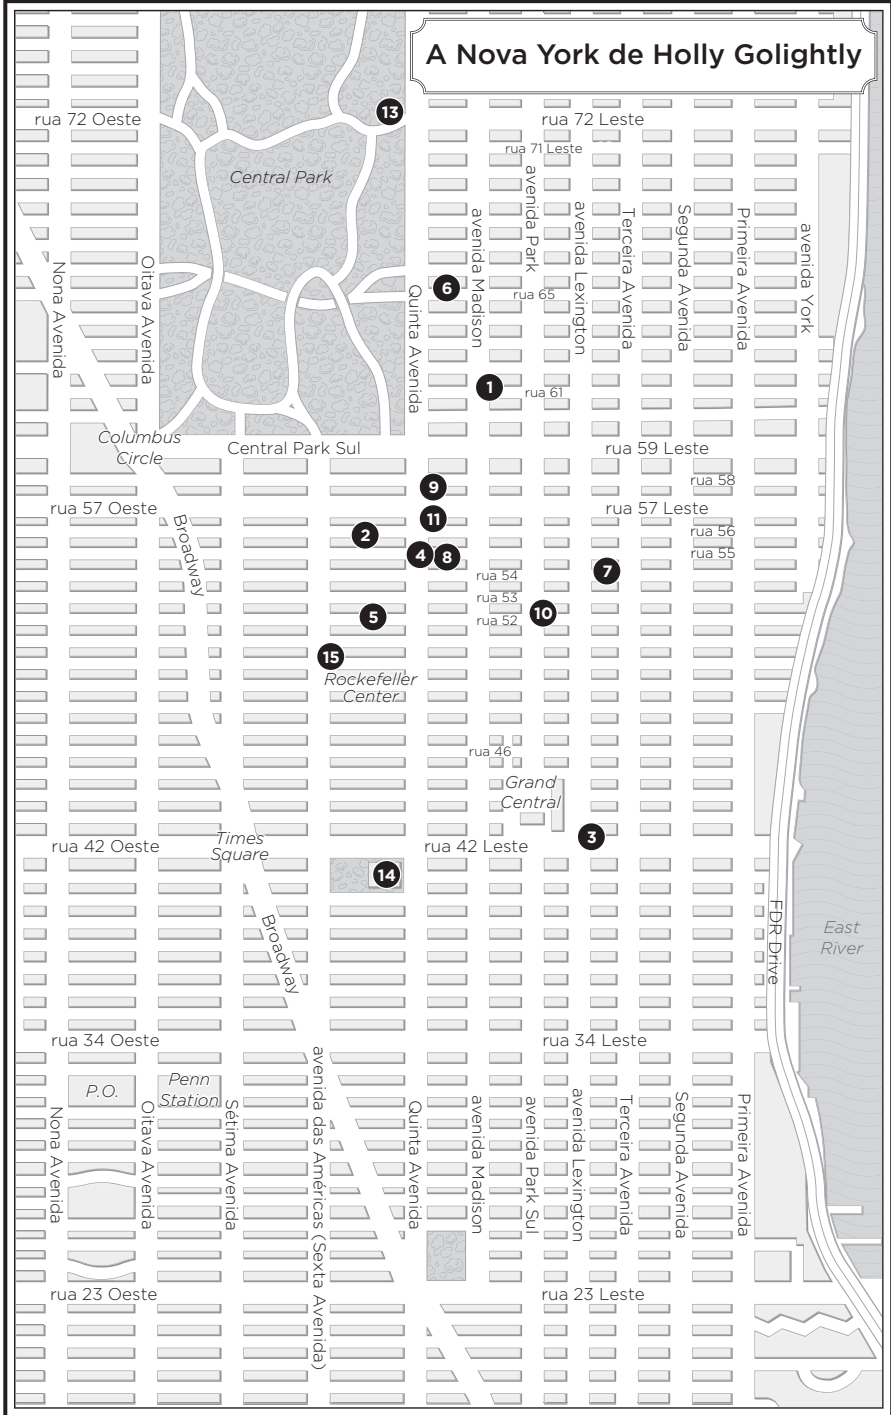 A Nova York de Holly Golightly
13
rua 72 Oeste
rua 72 Leste
rua 71 Leste
Central Park
avenida Park
avenida Madison
avenida Lexington
Terceira Avenida
Segunda Avenida
Primeira Avenida
avenida York
Nona Avenida
Oitava Avenida
Quinta Avenida
6
rua 65
1
rua 61
Columbus
Circle
Central Park Sul
rua 59 Leste
9
rua 58
rua 57 Oeste
rua 57 Leste
11
Broadway
2
rua 56
4
8
rua 55
7
rua 54
rua 53
10
5
rua 52
15
Rockefeller
Center
rua 46
Grand
Central
3
rua 42 Oeste
Times
Square
rua 42 Leste
14
Broadway
FDR Drive
East
River
rua 34 Oeste
rua 34 Leste
P.O.
Penn
Station
Nona Avenida
Oitava Avenida
Sétima Avenida
avenida das Américas (Sexta Avenida)
Quinta Avenida
avenida Madison
avenida Park Sul
avenida Lexington
Terceira Avenida
Segunda Avenida
Primeira Avenida
rua 23 Oeste
rua 23 Leste